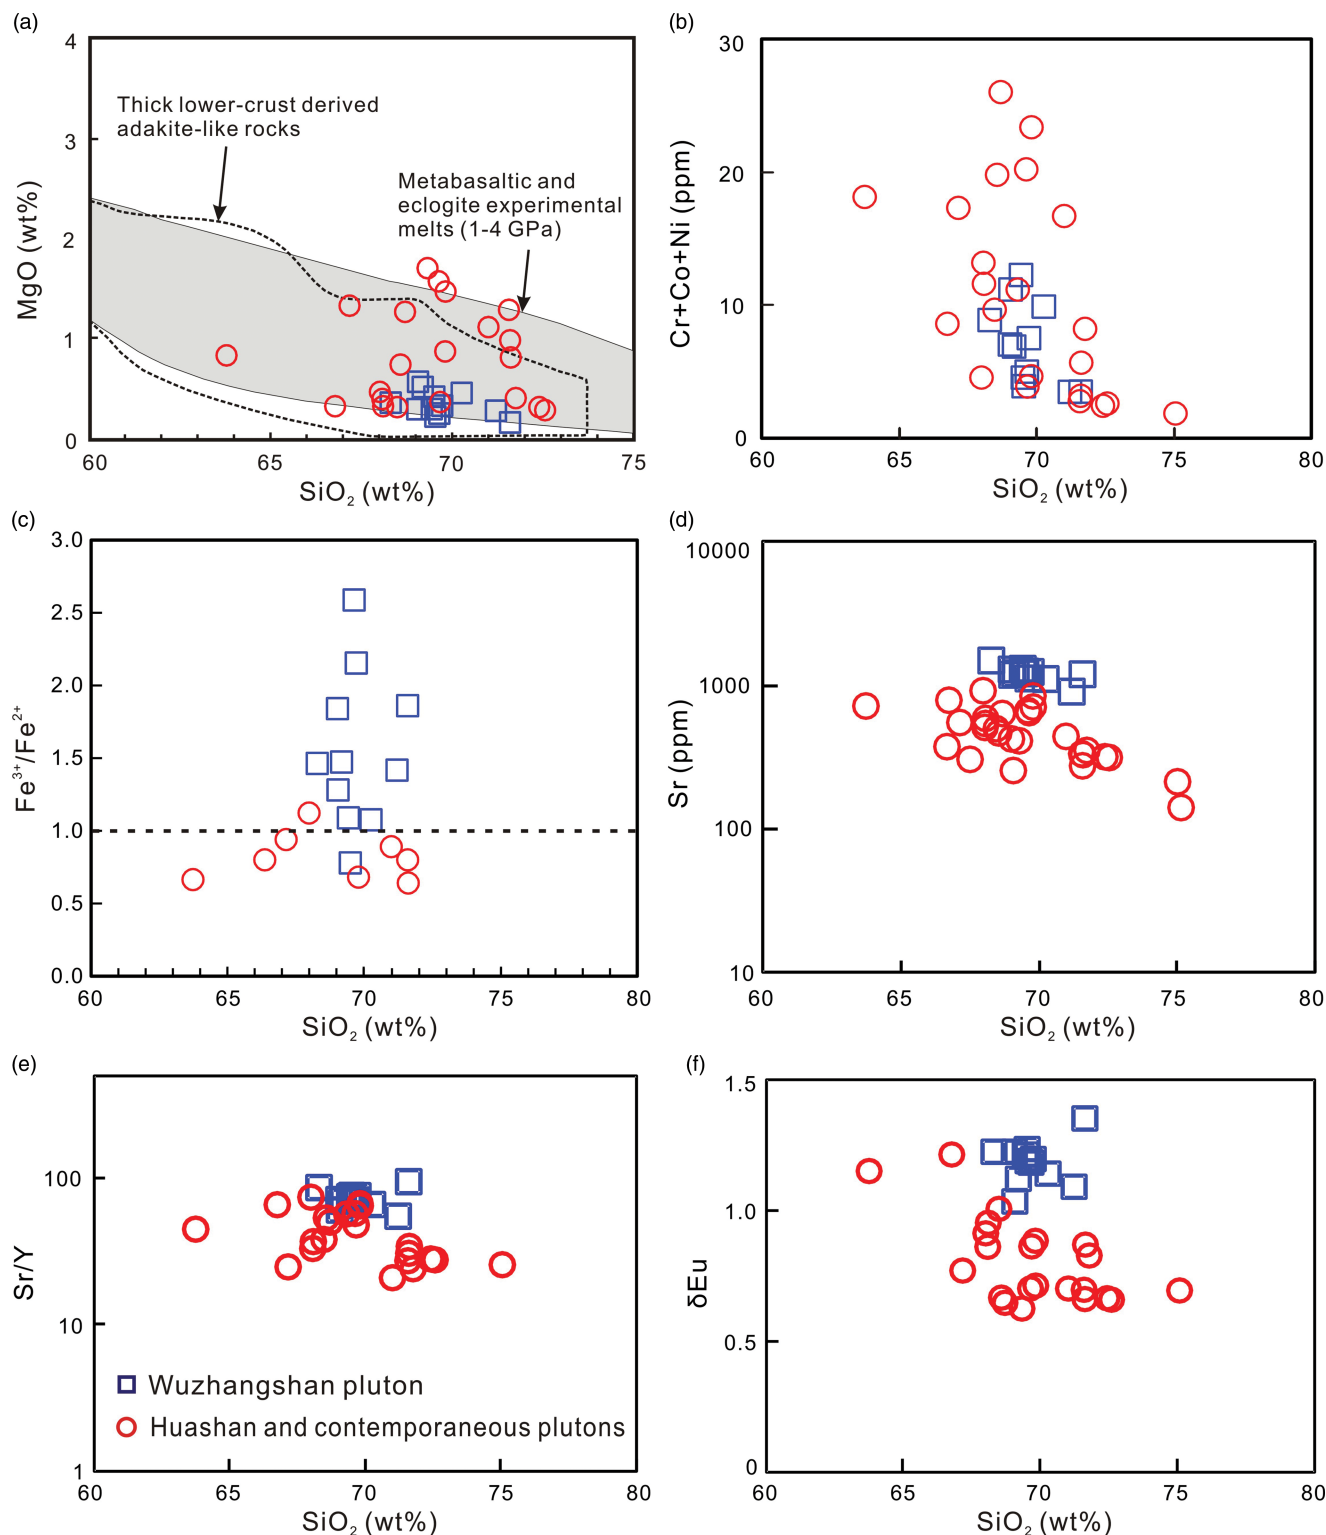 (a)
4
3
2
1
0
60
65
70
75
MgO (wt%)
SiO₂ (wt%)
Thick lower-crust derived
adakite-like rocks
Metabasaltic and
eclogite experimental
melts (1-4 GPa)
(b)
30
20
10
0
60
65
70
75
80
Cr+Co+Ni (ppm)
SiO₂ (wt%)
(c)
3.0
2.5
2.0
1.5
1.0
0.5
0.0
60
65
70
75
80
Fe³⁺/Fe²⁺
SiO₂ (wt%)
(d)
10000
1000
100
10
60
65
70
75
80
Sr (ppm)
SiO₂ (wt%)
(e)
100
10
1
60
65
70
75
80
Sr/Y
SiO₂ (wt%)
Wuzhangshan pluton
Huashan and contemporaneous plutons
(f)
1.5
1.0
0.5
0
60
65
70
75
80
δEu
SiO₂ (wt%)